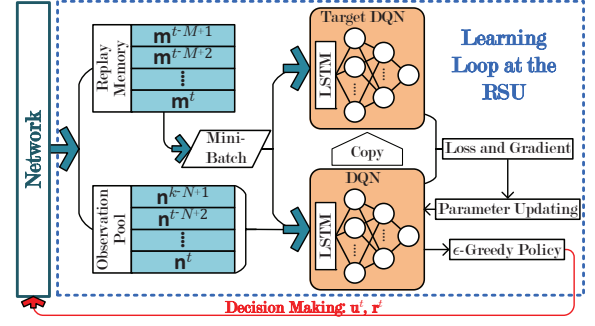 Network
Replay
Memory
m^{t-M+1}
m^{t-M+2}
⋮
m^t
Mini-
Batch
Observation
Pool
n^{k-N+1}
n^{t-N+2}
⋮
n^t
Target DQN
LSTM
Copy
DQN
LSTM
Learning
Loop at the
RSU
Loss and Gradient
Parameter Updating
ϵ-Greedy Policy
Decision Making: u^t, r^t